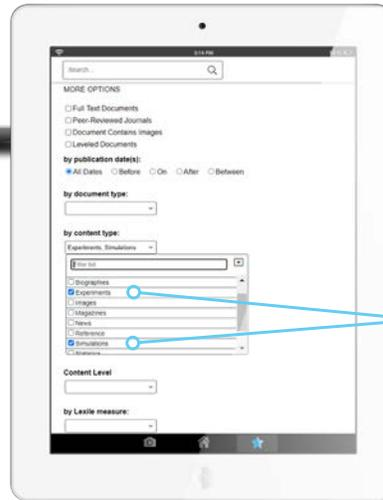 3:14 PM
Search...
MORE OPTIONS
Full Text Documents
Peer-Reviewed Journals
Document Contains Images
Leveled Documents
by publication date(s):
All Dates Before On After Between
by document type:
by content type:
Experiments, Simulations
filter list
Biographies
Experiments
Images
Magazines
News
Reference
Simulations
Statistics
Content Level
by Lexile measure: